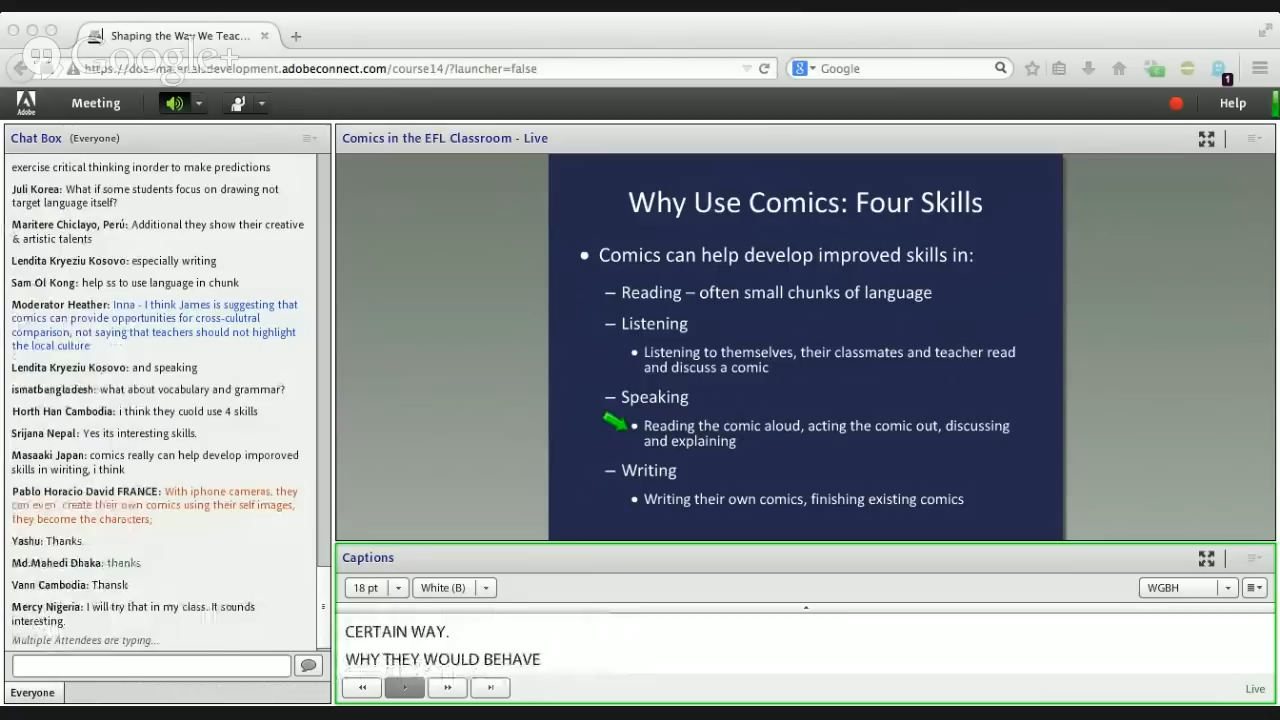 Shaping the Way We Teac...
Google+
adobeconnect.com/course14/?launcher=false
Google
1
Adobe
Meeting
Help
Chat Box (Everyone)
exercise critical thinking inorder to make predictions
Juli Korea: What if some students focus on drawing not
target language itself?
Maritere Chiclayo, Perú: Additional they show their creative
& artistic talents
Lendita Kryeziu Kosovo: especially writing
Sam Ol Kong: help ss to use language in chunk
Moderator Heather: Inna - I think James is suggesting that
comics can provide opportunities for cross-culutral
comparison, not saying that teachers should not highlight
the local culture
Lendita Kryeziu Kosovo: and speaking
ismatbangladesh: what about vocabulary and grammar?
Horth Han Cambodia: i think they cuold use 4 skills
Srijana Nepal: Yes its interesting skills.
Masaaki Japan: comics really can help develop imporoved
skills in wiriting, i think
Pablo Horacio David FRANCE: With iphone cameras, they
can even create their own comics using their self images,
They become the characters;
Yashu: Thanks.
Md.Mahedi Dhaka: thanks
Vann Cambodia: Thansk
Mercy Nigeria: I will try that in my class. It sounds
interesting.
Multiple Attendees are typing...
Everyone
Comics in the EFL Classroom - Live
Why Use Comics: Four Skills
• Comics can help develop improved skills in:
– Reading – often small chunks of language
– Listening
• Listening to themselves, their classmates and teacher read
and discuss a comic
– Speaking
• Reading the comic aloud, acting the comic out, discussing
and explaining
– Writing
• Writing their own comics, finishing existing comics
Captions
18 pt
White (B)
WGBH
CERTAIN WAY.
WHY THEY WOULD BEHAVE
Live